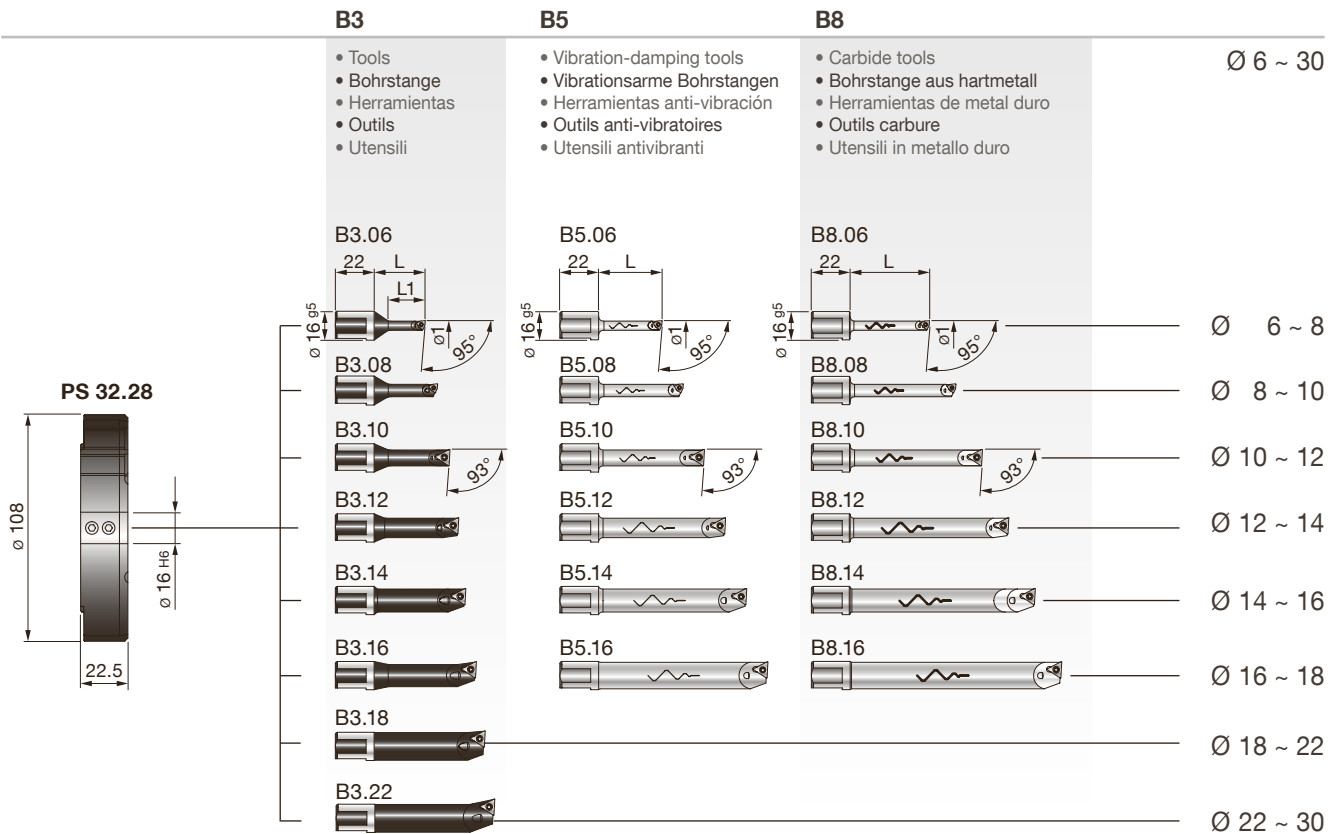 B3 B5 B8
• Tools
• Bohrstange
• Herramientas
• Outils
• Utensili
• Vibration-damping tools
• Vibrationsarme Bohrstangen
• Herramientas anti-vibración
• Outils anti-vibratoires
• Utensili antivibranti
• Carbide tools
• Bohrstange aus hartmetall
• Herramientas de metal duro
• Outils carbure
• Utensili in metallo duro
Ø 6 ~ 30
B3.06 B5.06 B8.06
22 L 22 L 22 L
L1
Ø 16 g5 Ø1 95° Ø 16 g5 Ø1 95° Ø 16 g5 Ø1 95° Ø 6 ~ 8
B3.08 B5.08 B8.08
Ø 8 ~ 10
PS 32.28
B3.10 B5.10 B8.10
93° 93° 93° Ø 10 ~ 12
B3.12 B5.12 B8.12
Ø 108 Ø 16 H6 Ø 12 ~ 14
B3.14 B5.14 B8.14
Ø 14 ~ 16
B3.16 B5.16 B8.16
22.5 Ø 16 ~ 18
B3.18
Ø 18 ~ 22
B3.22
Ø 22 ~ 30